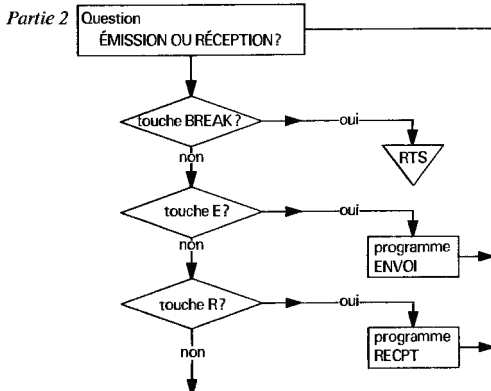 Partie 2
Question
ÉMISSION OU RÉCEPTION?
touche BREAK?
oui
non
RTS
touche E?
oui
non
programme
ENVOI
touche R?
oui
non
programme
RECPT